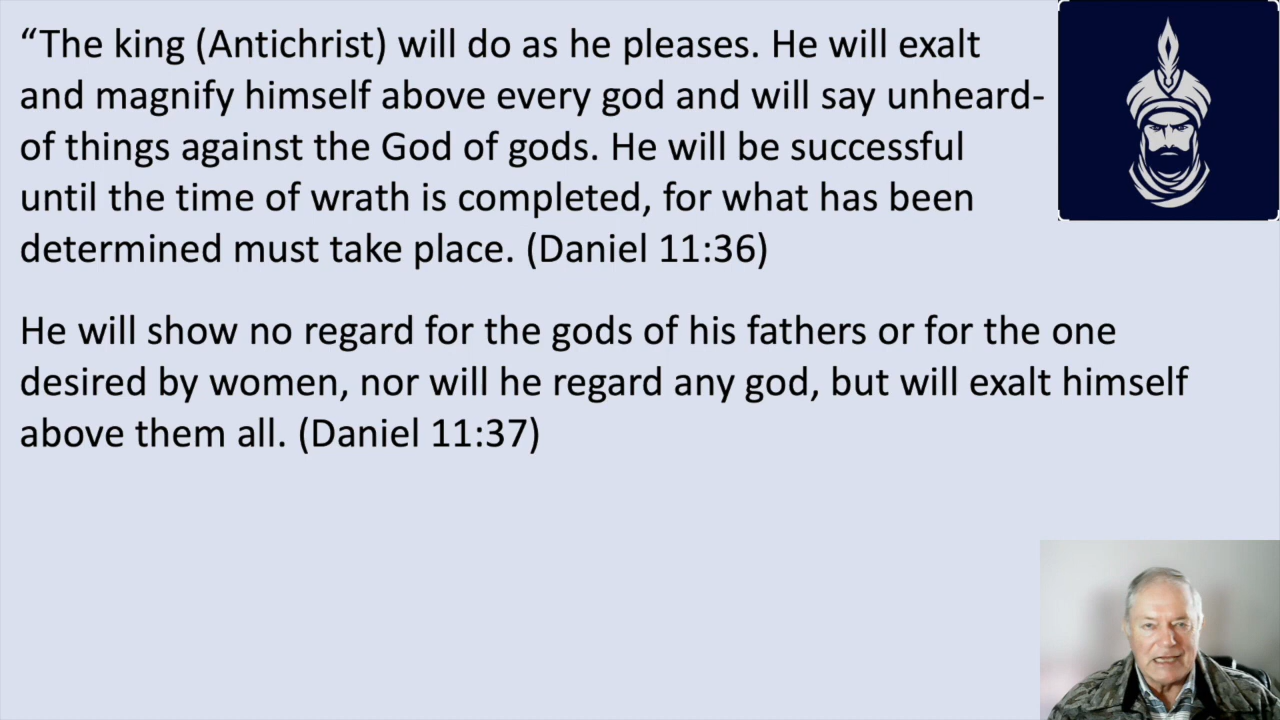 “The king (Antichrist) will do as he pleases. He will exalt
and magnify himself above every god and will say unheard-
of things against the God of gods. He will be successful
until the time of wrath is completed, for what has been
determined must take place. (Daniel 11:36)
He will show no regard for the gods of his fathers or for the one
desired by women, nor will he regard any god, but will exalt himself
above them all. (Daniel 11:37)